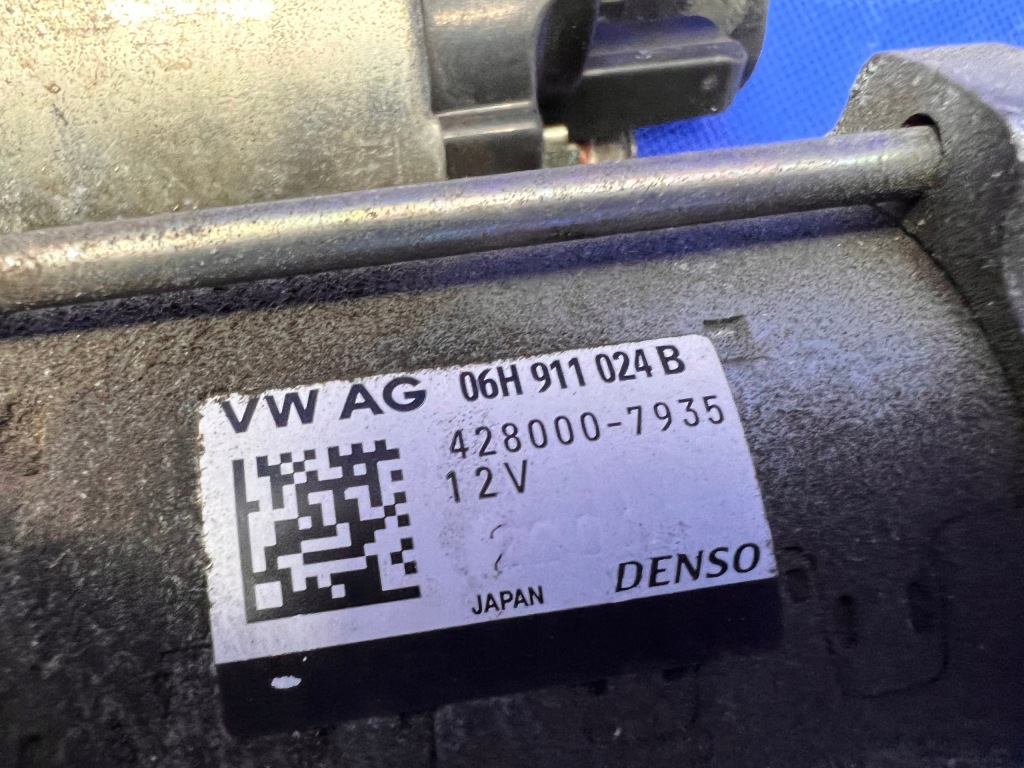 VW AG 06H 911 024 B
428000-7935
12V
JAPAN DENSO